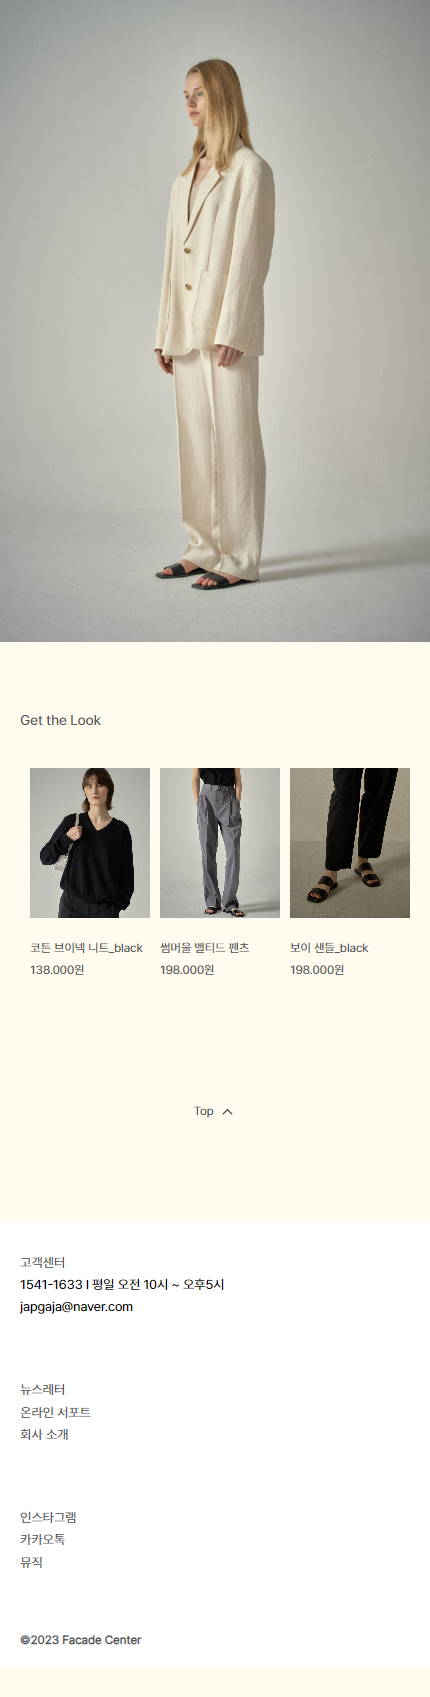 Get the Look
코튼 브이넥 니트_black
138.000원
썸머울 벨티드 팬츠
198.000원
보이 샌들_black
198.000원
Top
고객센터
1541-1633 I 평일 오전 10시 ~ 오후5시
japgaja@naver.com
뉴스레터
온라인 서포트
회사 소개
인스타그램
카카오톡
뮤직
©2023 Facade Center